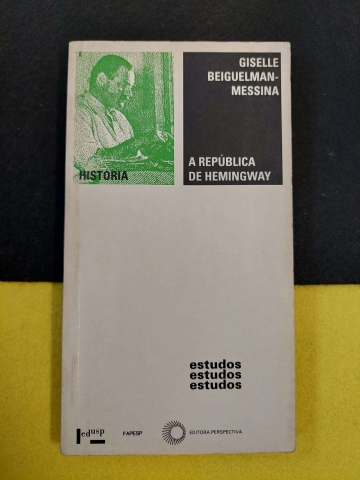 GISELLE
BEIGUELMAN-
MESSINA
HISTÓRIA
A REPÚBLICA
DE HEMINGWAY
estudos
estudos
estudos
edusp
FAPESP
EDITORA PERSPECTIVA